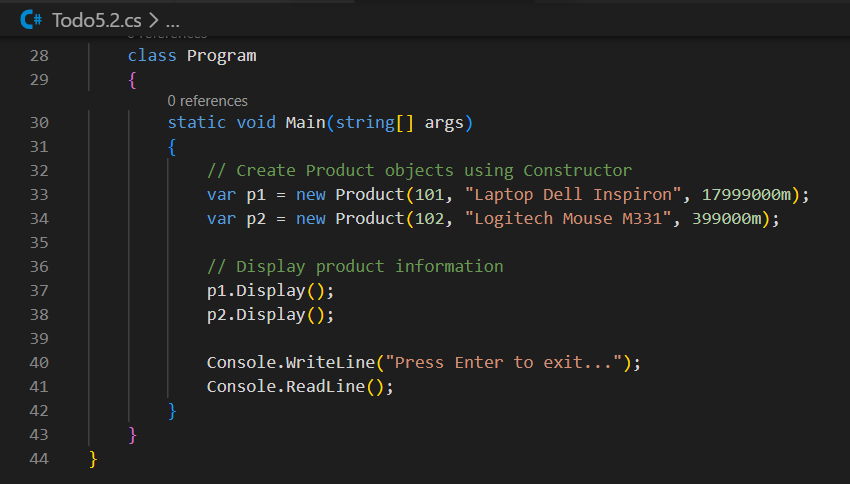 C# Todo5.2.cs > ...
28 class Program
29 {
0 references
30 static void Main(string[] args)
31 {
32 // Create Product objects using Constructor
33 var p1 = new Product(101, "Laptop Dell Inspiron", 17999000m);
34 var p2 = new Product(102, "Logitech Mouse M331", 399000m);
35
36 // Display product information
37 p1.Display();
38 p2.Display();
39
40 Console.WriteLine("Press Enter to exit...");
41 Console.ReadLine();
42 }
43 }
44 }